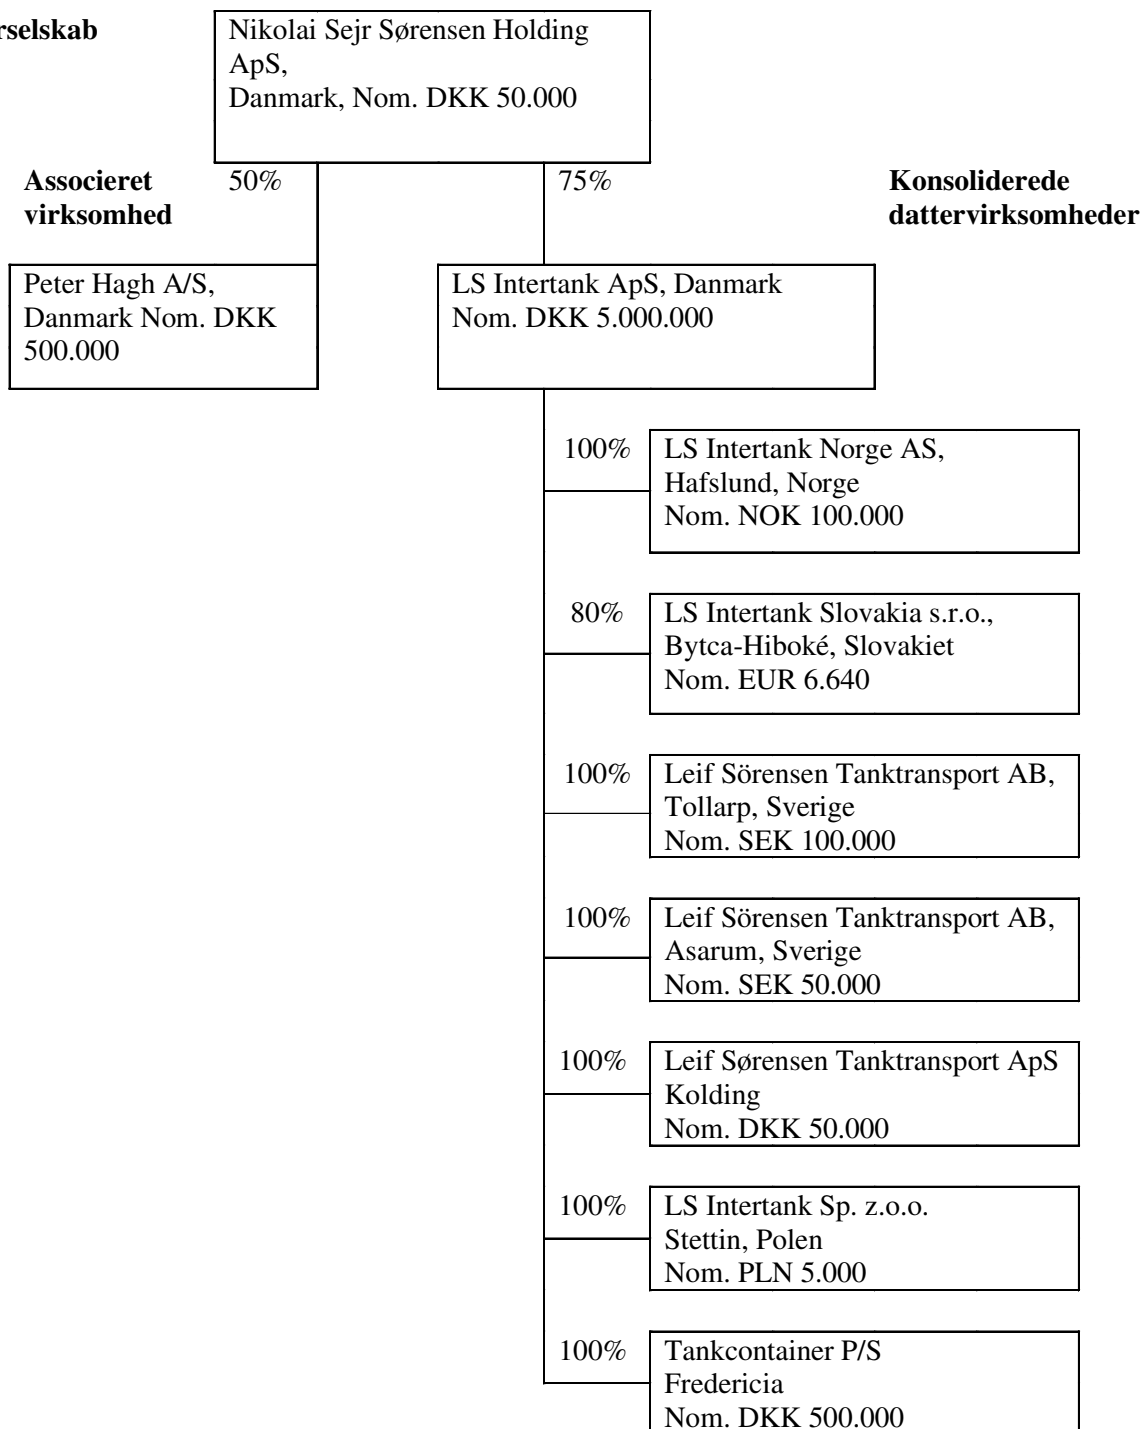 rselskab
Nikolai Sejr Sørensen Holding
ApS,
Danmark, Nom. DKK 50.000
Associeret
virksomhed
50%
75%
Konsoliderede
dattervirksomheder
Peter Hagh A/S,
Danmark Nom. DKK
500.000
LS Intertank ApS, Danmark
Nom. DKK 5.000.000
100%
LS Intertank Norge AS,
Hafslund, Norge
Nom. NOK 100.000
80%
LS Intertank Slovakia s.r.o.,
Bytca-Hiboké, Slovakiet
Nom. EUR 6.640
100%
Leif Sörensen Tanktransport AB,
Tollarp, Sverige
Nom. SEK 100.000
100%
Leif Sörensen Tanktransport AB,
Asarum, Sverige
Nom. SEK 50.000
100%
Leif Sørensen Tanktransport ApS
Kolding
Nom. DKK 50.000
100%
LS Intertank Sp. z.o.o.
Stettin, Polen
Nom. PLN 5.000
100%
Tankcontainer P/S
Fredericia
Nom. DKK 500.000